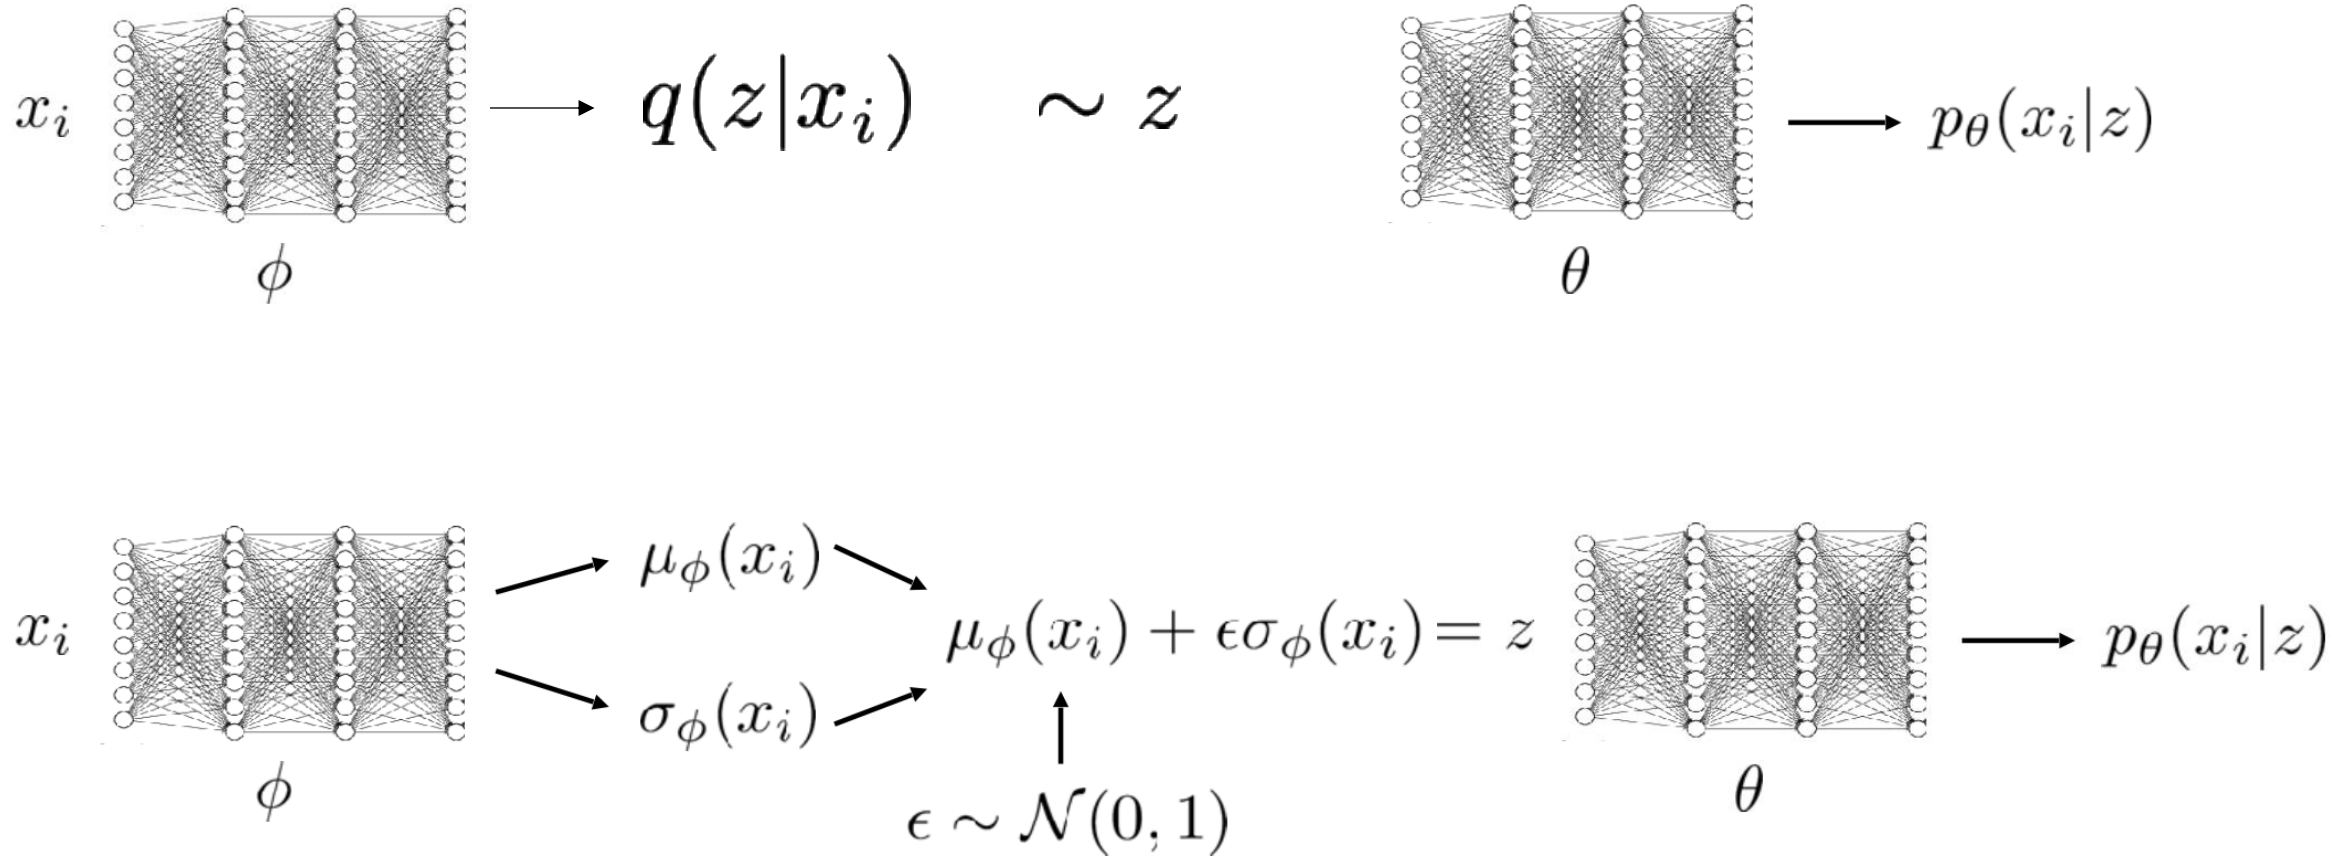 x_i q(z|x_i) ∼ z p_θ(x_i|z)
ϕ θ
μ_ϕ(x_i)
x_i μ_ϕ(x_i) + ϵσ_ϕ(x_i) = z p_θ(x_i|z)
σ_ϕ(x_i)
ϕ θ
ϵ ∼ 𝒩(0, 1)